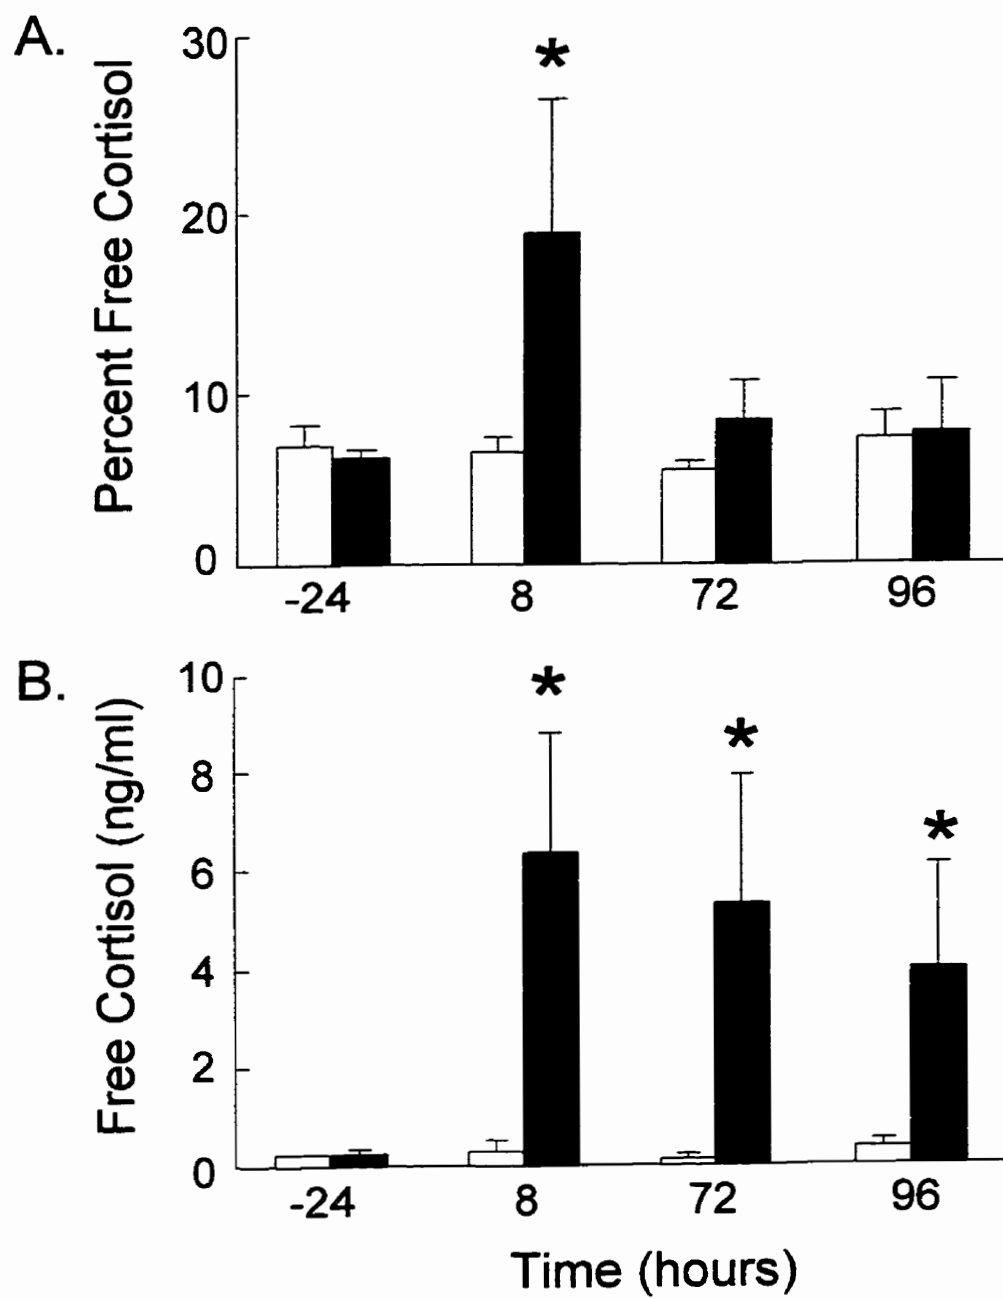 A.
Percent Free Cortisol
30
20
10
0
*
-24 8 72 96
B.
Free Cortisol (ng/ml)
10
8
6
4
2
0
* * *
-24 8 72 96
Time (hours)